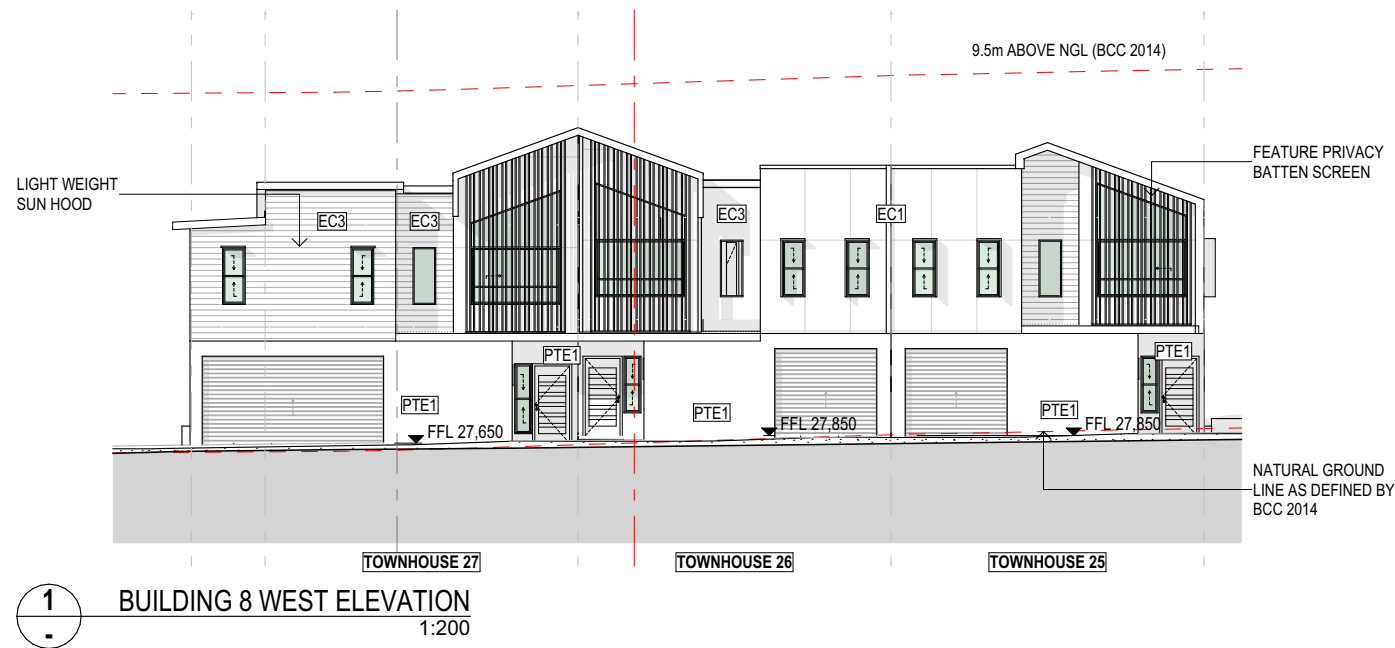 9.5m ABOVE NGL (BCC 2014)
LIGHT WEIGHT
SUN HOOD
FEATURE PRIVACY
BATTEN SCREEN
EC3
EC3
EC3
EC1
PTE1
PTE1
PTE1
PTE1
PTE1
FFL 27,650
FFL 27,850
FFL 27,850
NATURAL GROUND
LINE AS DEFINED BY
BCC 2014
TOWNHOUSE 27
TOWNHOUSE 26
TOWNHOUSE 25
1
-
BUILDING 8 WEST ELEVATION
1:200